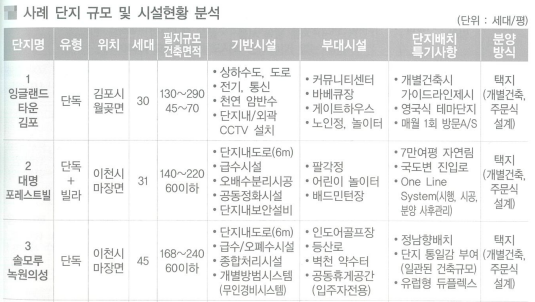 사례 단지 규모 및 시설현황 분석
(단위 : 세대/평)
단지명 유형 위치 세대 필지규모 건축면적 기반시설 부대시설 단지배치 특기사항 분양 방식
1
잉글랜드
타운
김포
단독
김포시
월곶면
30
130~290
45~70
• 상하수도, 도로
• 전기, 통신
• 천연 암반수
• 단지내/외곽
CCTV 설치
• 커뮤니티센터
• 바베큐장
• 게이트하우스
• 노인정, 놀이터
• 개별건축시
가이드라인제시
• 영국식 테마단지
• 매월 1회 방문A/S
택지
(개별건축,
주문식
설계)
2
대명
포레스트빌
단독
+
빌라
이천시
마장면
31
140~220
60이하
• 단지내도로(6m)
• 급수시설
• 오배수분리시공
• 공동정화시설
• 단지내보안설비
• 팔각정
• 어린이 놀이터
• 배드민턴장
• 7만여평 자연림
• 국도변 진입로
• One Line
System(시행, 시공,
분양 사후관리)
택지
(개별건축,
주문식
설계)
3
솔모루
녹원의성
단독
이천시
마장면
45
168~240
60이하
• 단지내도로(6m)
• 급수/오폐수시설
• 종합처리시설
• 개별방범시스템
(무인경비시스템)
• 인도어골프장
• 등산로
• 벽천 약수터
• 공동휴게공간
(입주자전용)
• 정남향배치
• 단지 통일감 부여
(일관된 건축규모)
• 유럽형 듀플렉스
택지
(개별건축,
주문식
설계)